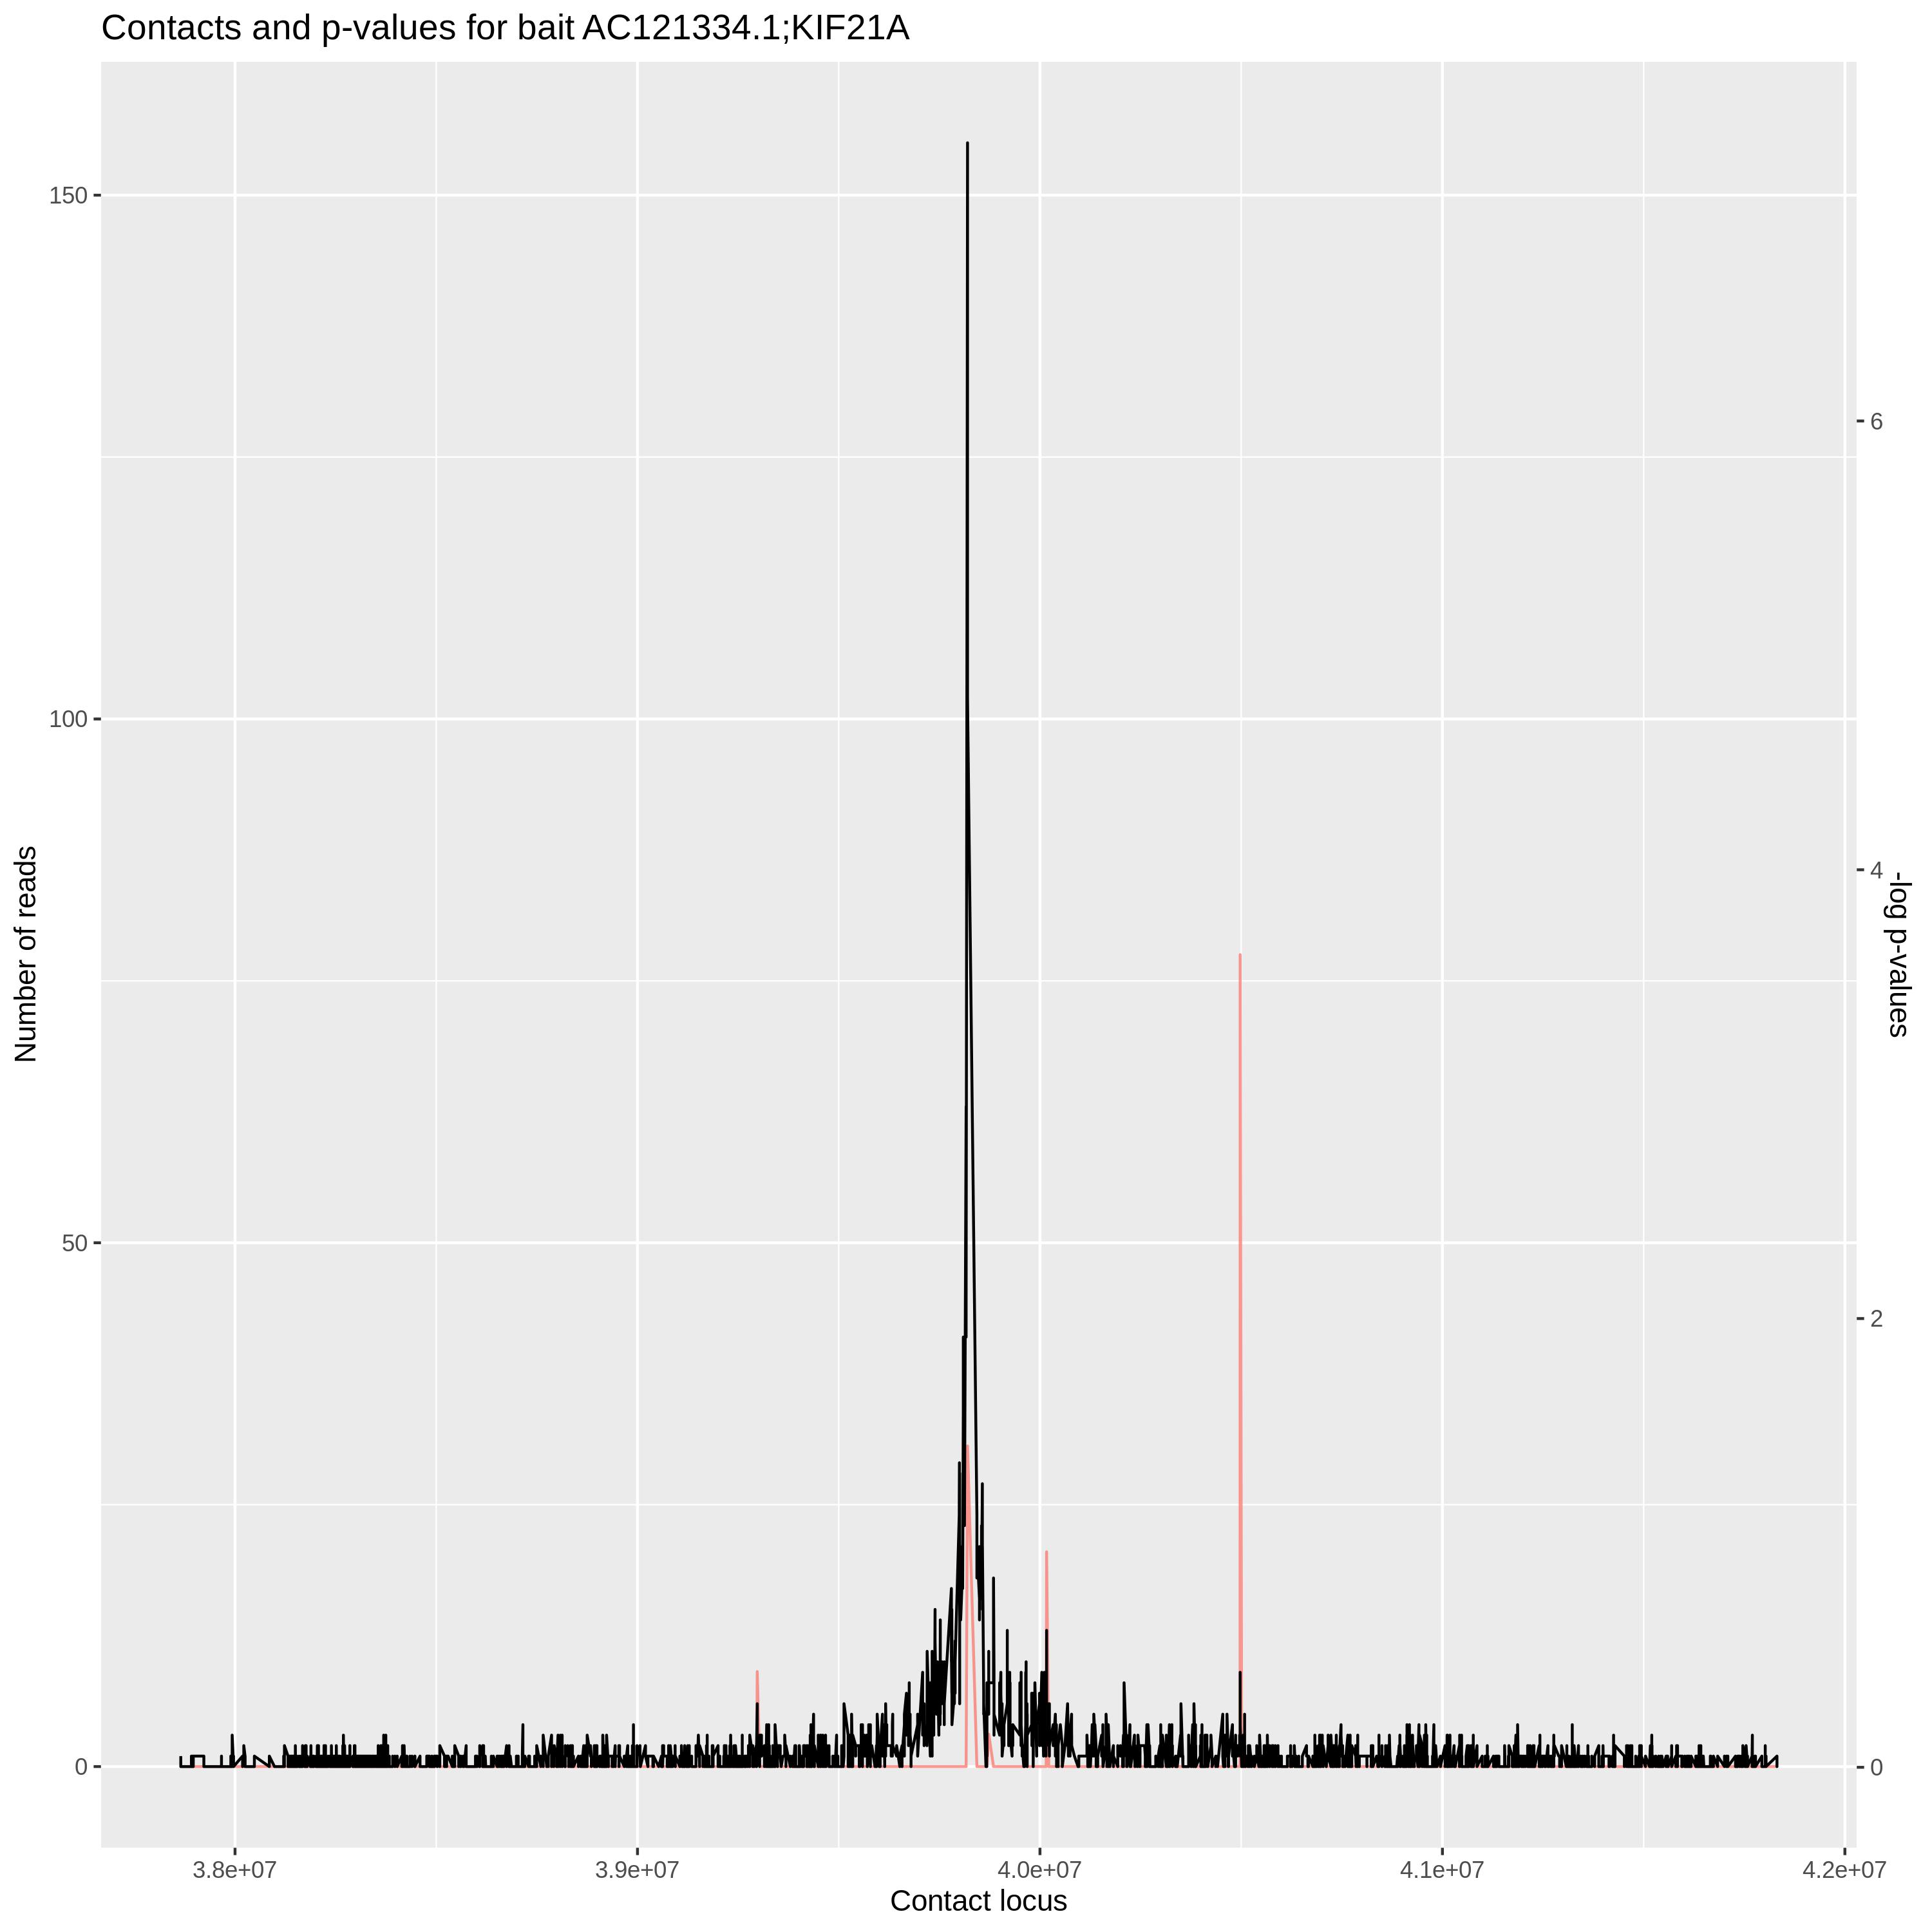 Contacts and p-values for bait AC121334.1;KIF21A
150
100
50
0
Number of reads
6
4
2
0
-log p-values
3.8e+07
3.9e+07
4.0e+07
4.1e+07
4.2e+07
Contact locus